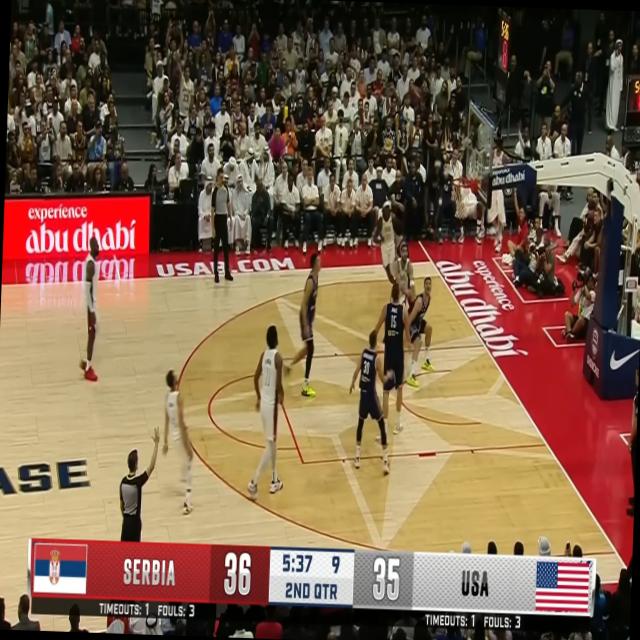 experience
abu dhabi
USAB.COM
abu dhabi
experience
abu dhabi
ASE
SERBIA 36 5:37 9 2ND QTR 35 USA
TIMEOUTS: 1 FOULS: 3
TIMEOUTS: 1 FOULS: 3